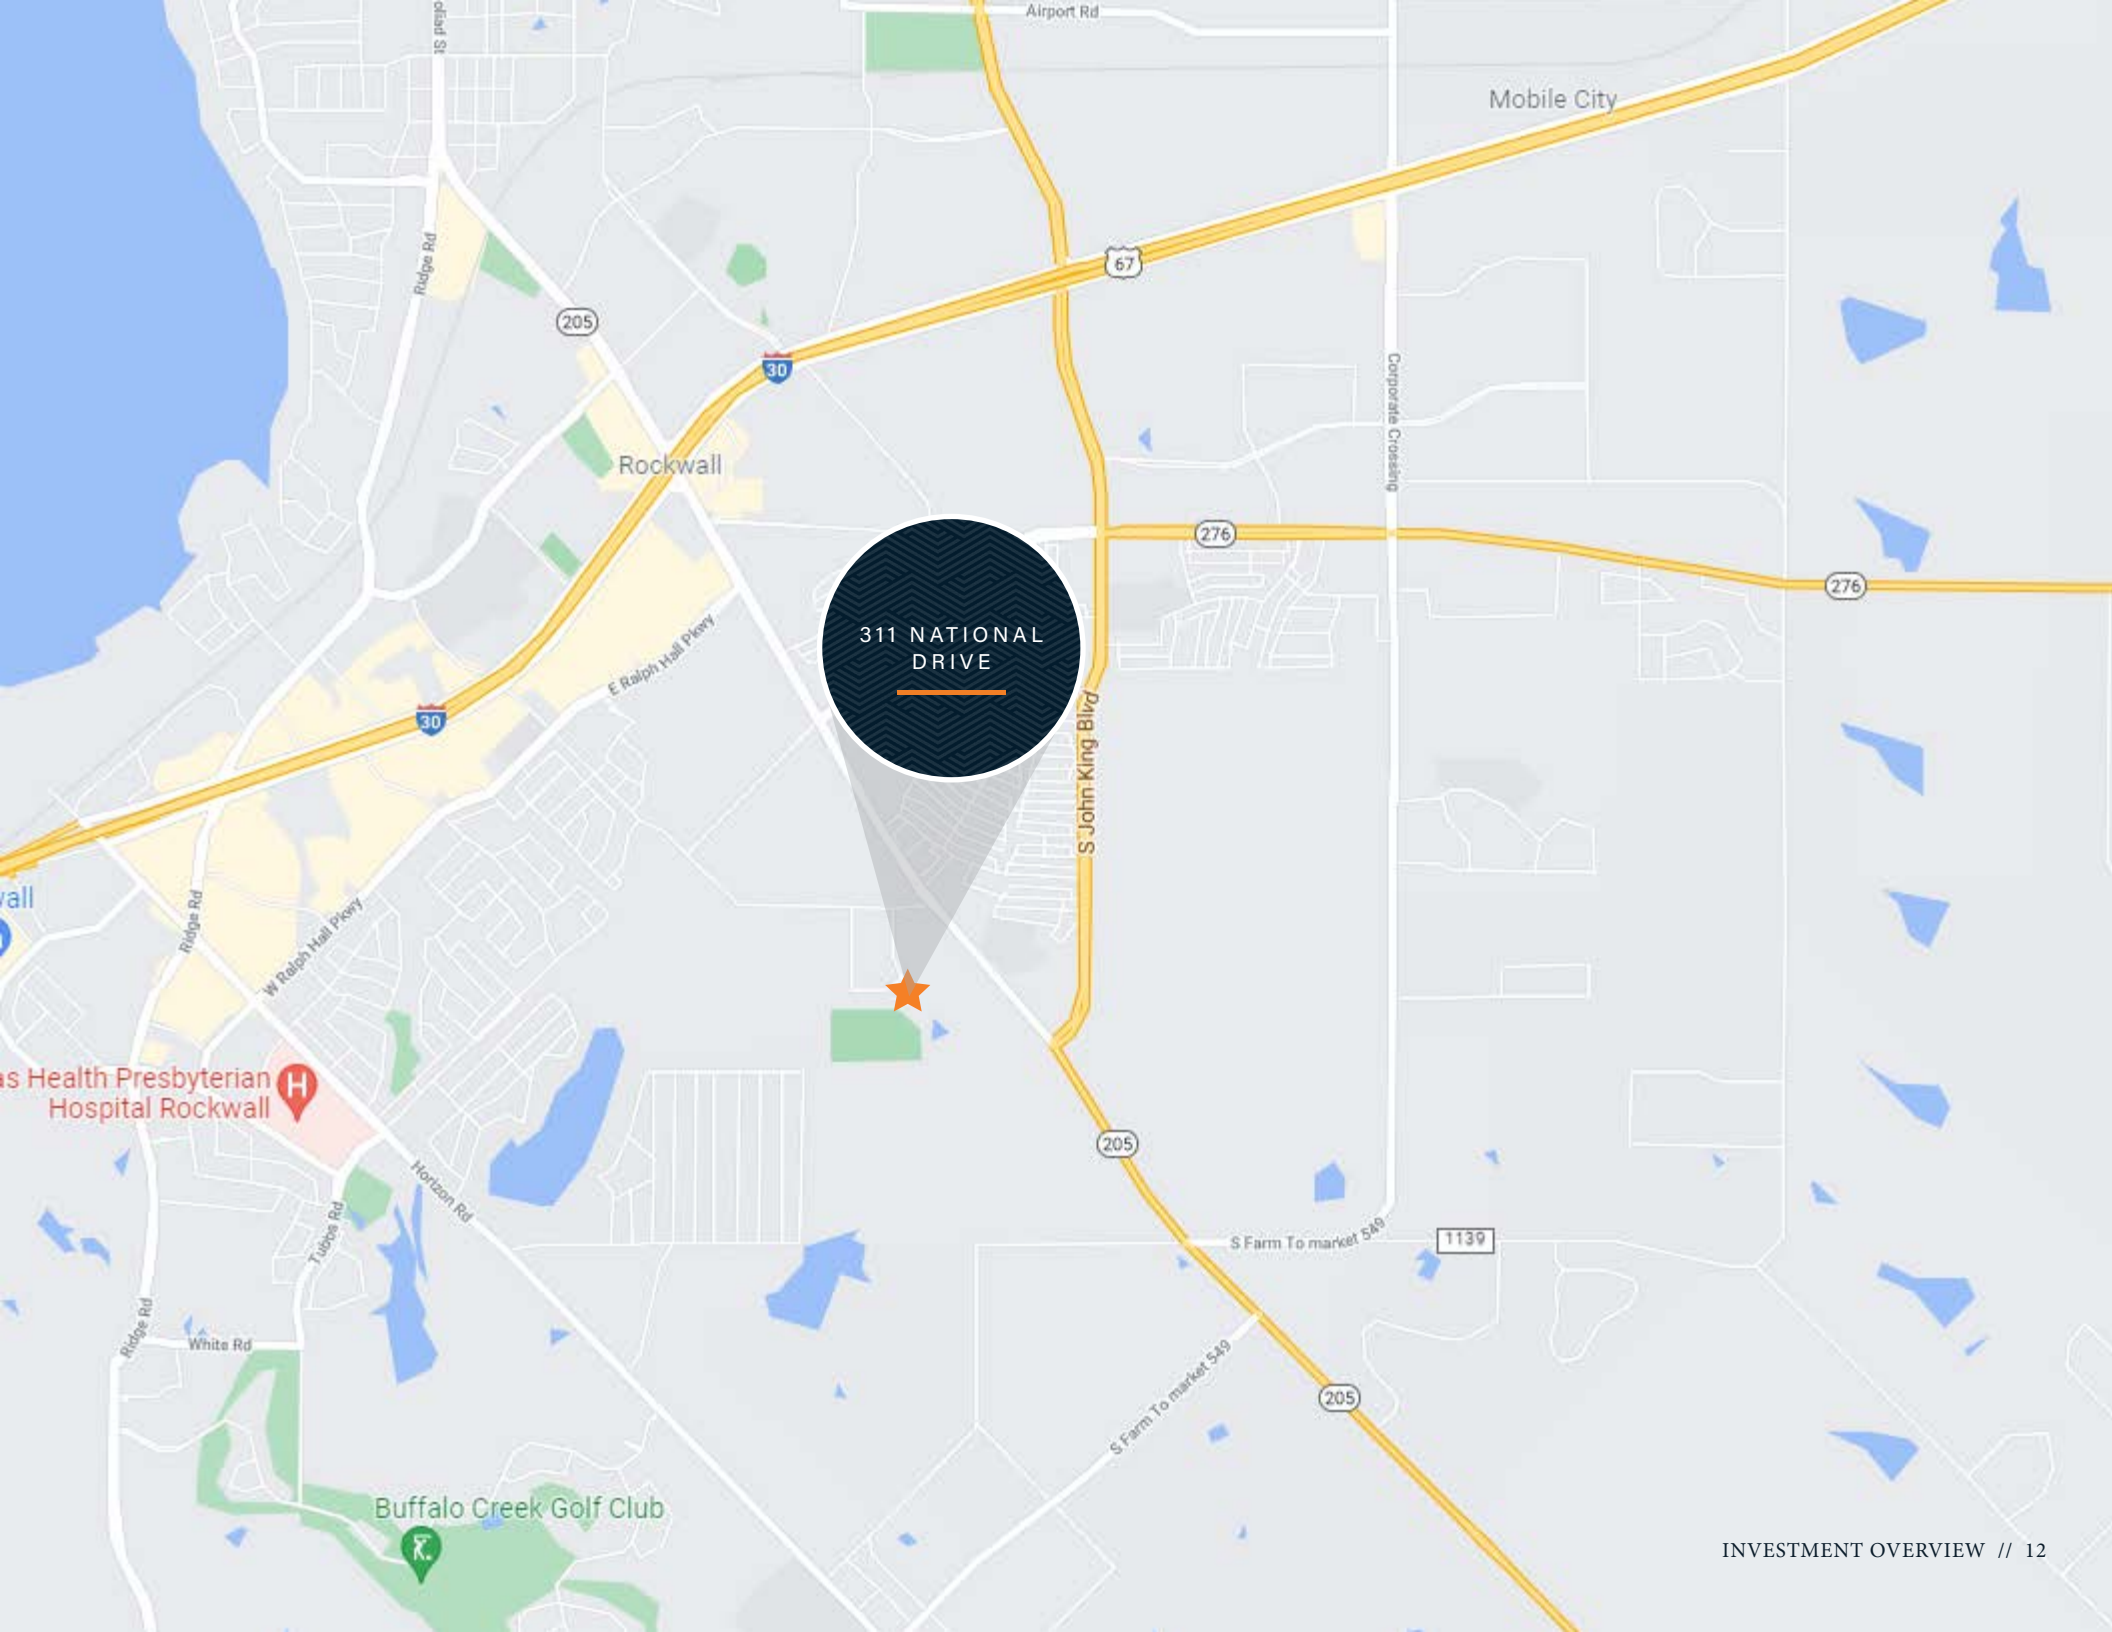 Airport Rd
oliad St
Mobile City
Ridge Rd
67
205
30
Corporate Crossing
Rockwall
276
276
311 NATIONAL
DRIVE
E Ralph Hall Pkwy
30
S John King Blvd
wall
Ridge Rd
W Ralph Hall Pkwy
as Health Presbyterian
Hospital Rockwall
H
205
Horizon Rd
Tubbs Rd
S Farm To market 549
1139
Ridge Rd
White Rd
S Farm To market 549
205
Buffalo Creek Golf Club
INVESTMENT OVERVIEW // 12